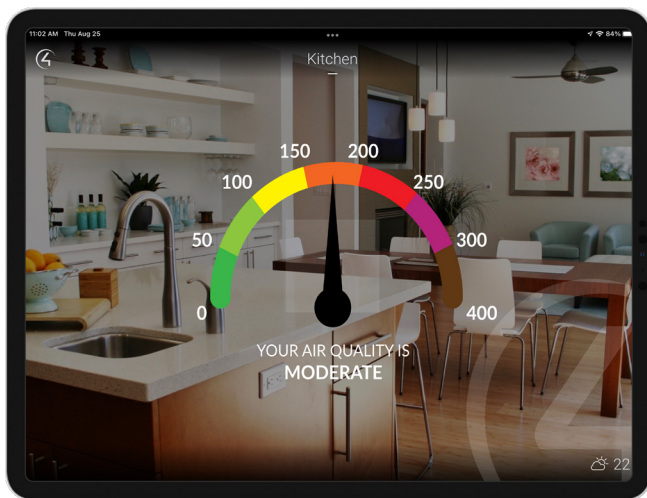 11:02 AM Thu Aug 25
84%
Kitchen
150 200
100 250
50 300
0 400
YOUR AIR QUALITY IS
MODERATE
22